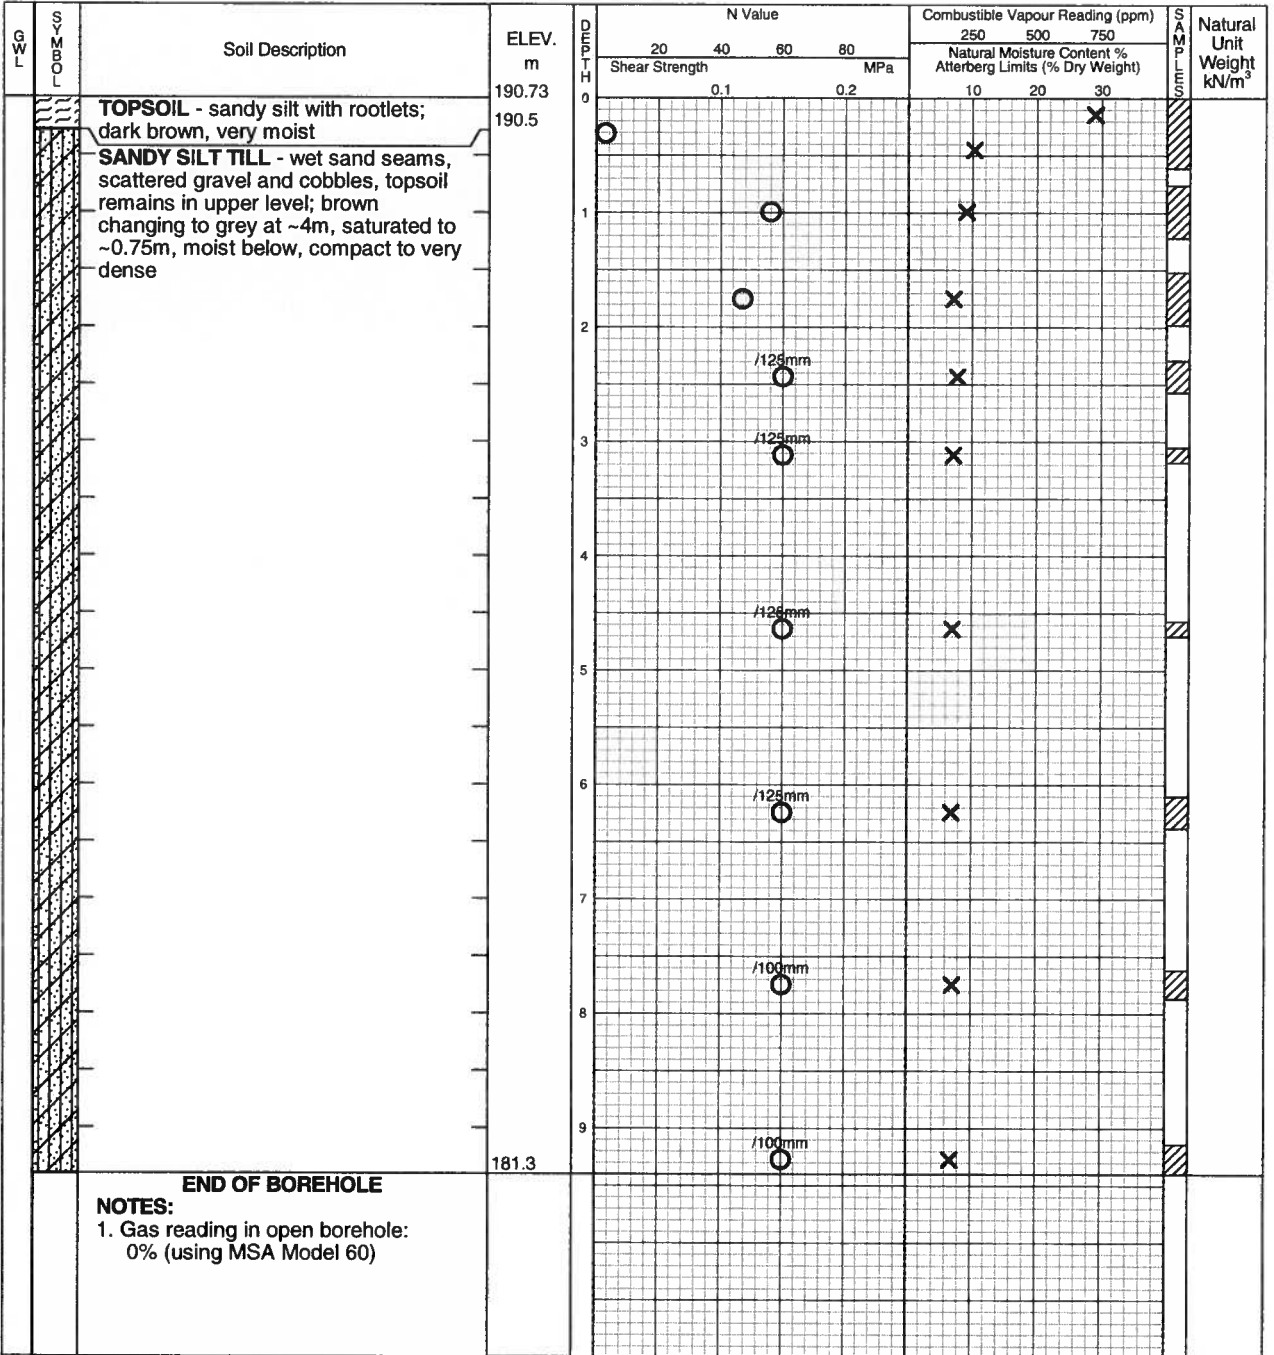 GWL
SYMBOL
Soil Description
ELEV.
m
DEPTH
N Value
20 40 60 80
Shear Strength MPa
0.1 0.2
Combustible Vapour Reading (ppm)
250 500 750
Natural Moisture Content %
Atterberg Limits (% Dry Weight)
10 20 30
SAMPLES
Natural
Unit
Weight
kN/m³
190.73
0
TOPSOIL - sandy silt with rootlets;
dark brown, very moist
190.5
SANDY SILT TILL - wet sand seams,
scattered gravel and cobbles, topsoil
remains in upper level; brown
changing to grey at ~4m, saturated to
~0.75m, moist below, compact to very
dense
1
2
/125mm
/125mm
3
4
/125mm
5
6
/125mm
7
/100mm
8
9
/100mm
181.3
END OF BOREHOLE
NOTES:
1. Gas reading in open borehole:
0% (using MSA Model 60)